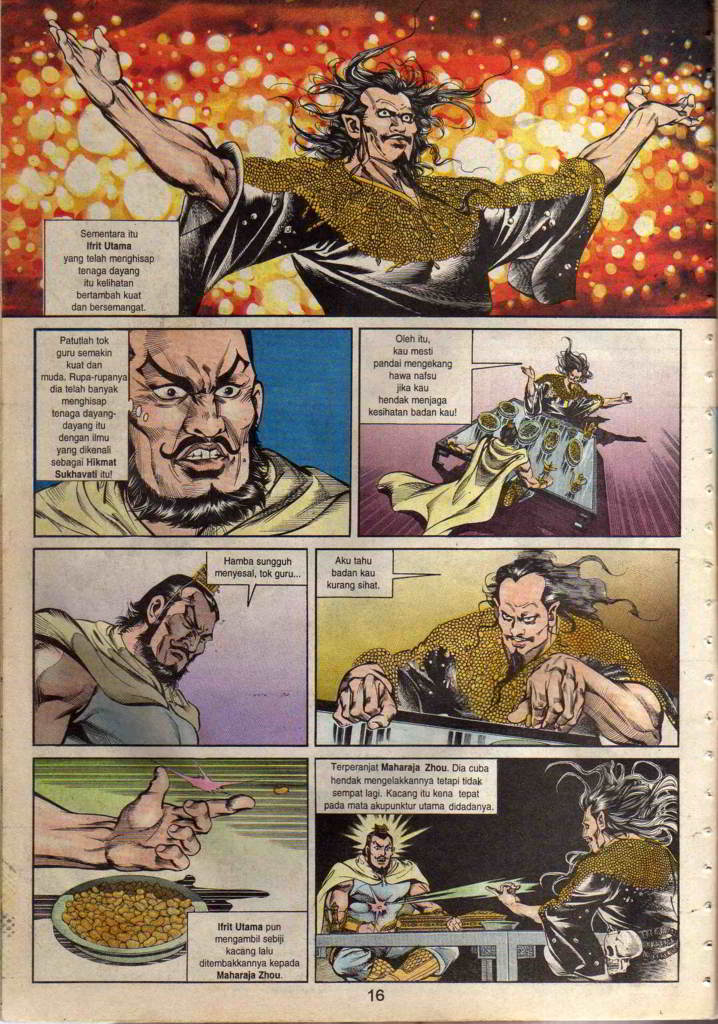 Sementara itu
Ifrit Utama
yang telah menghisap
tenaga dayang
itu kelihatan
bertambah kuat
dan bersemangat.
Patutlah tok
guru semakin
kuat dan
muda. Rupa-rupanya
dia telah
menghisap
tenaga dayang-
dayang itu
dengan ilmu
yang dikenali
sebagai Hikmat
Sukhavati itu!
Oleh itu,
kau mesti
pandai mengekang
hawa nafsu
jika kau
hendak menjaga
kesihatan badan kau!
Hamba sungguh
menyesal, tok guru...
Aku tahu
badan kau
kurang sihat.
Ifrit Utama pun
mengambil sebiji
kacang lalu
ditembakkannya kepada
Maharaja Zhou.
Terperanjat Maharaja Zhou. Dia cuba
hendak mengelakkannya tetapi tidak
sempat lagi. Kacang itu kena tepat
pada mata akupunktur utama didadanya.
16